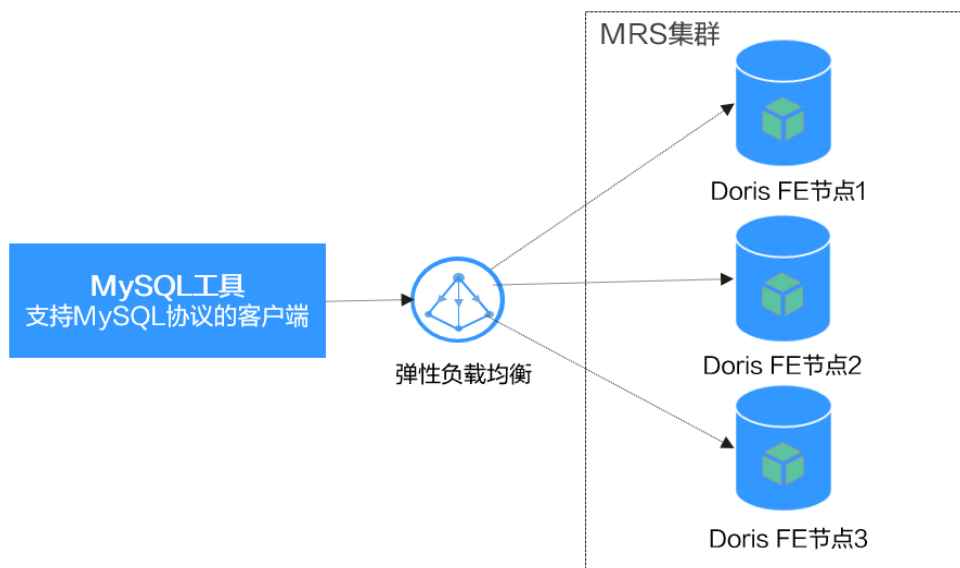 MRS集群
Doris FE节点1
MySQL工具
支持MySQL协议的客户端
弹性负载均衡
Doris FE节点2
Doris FE节点3